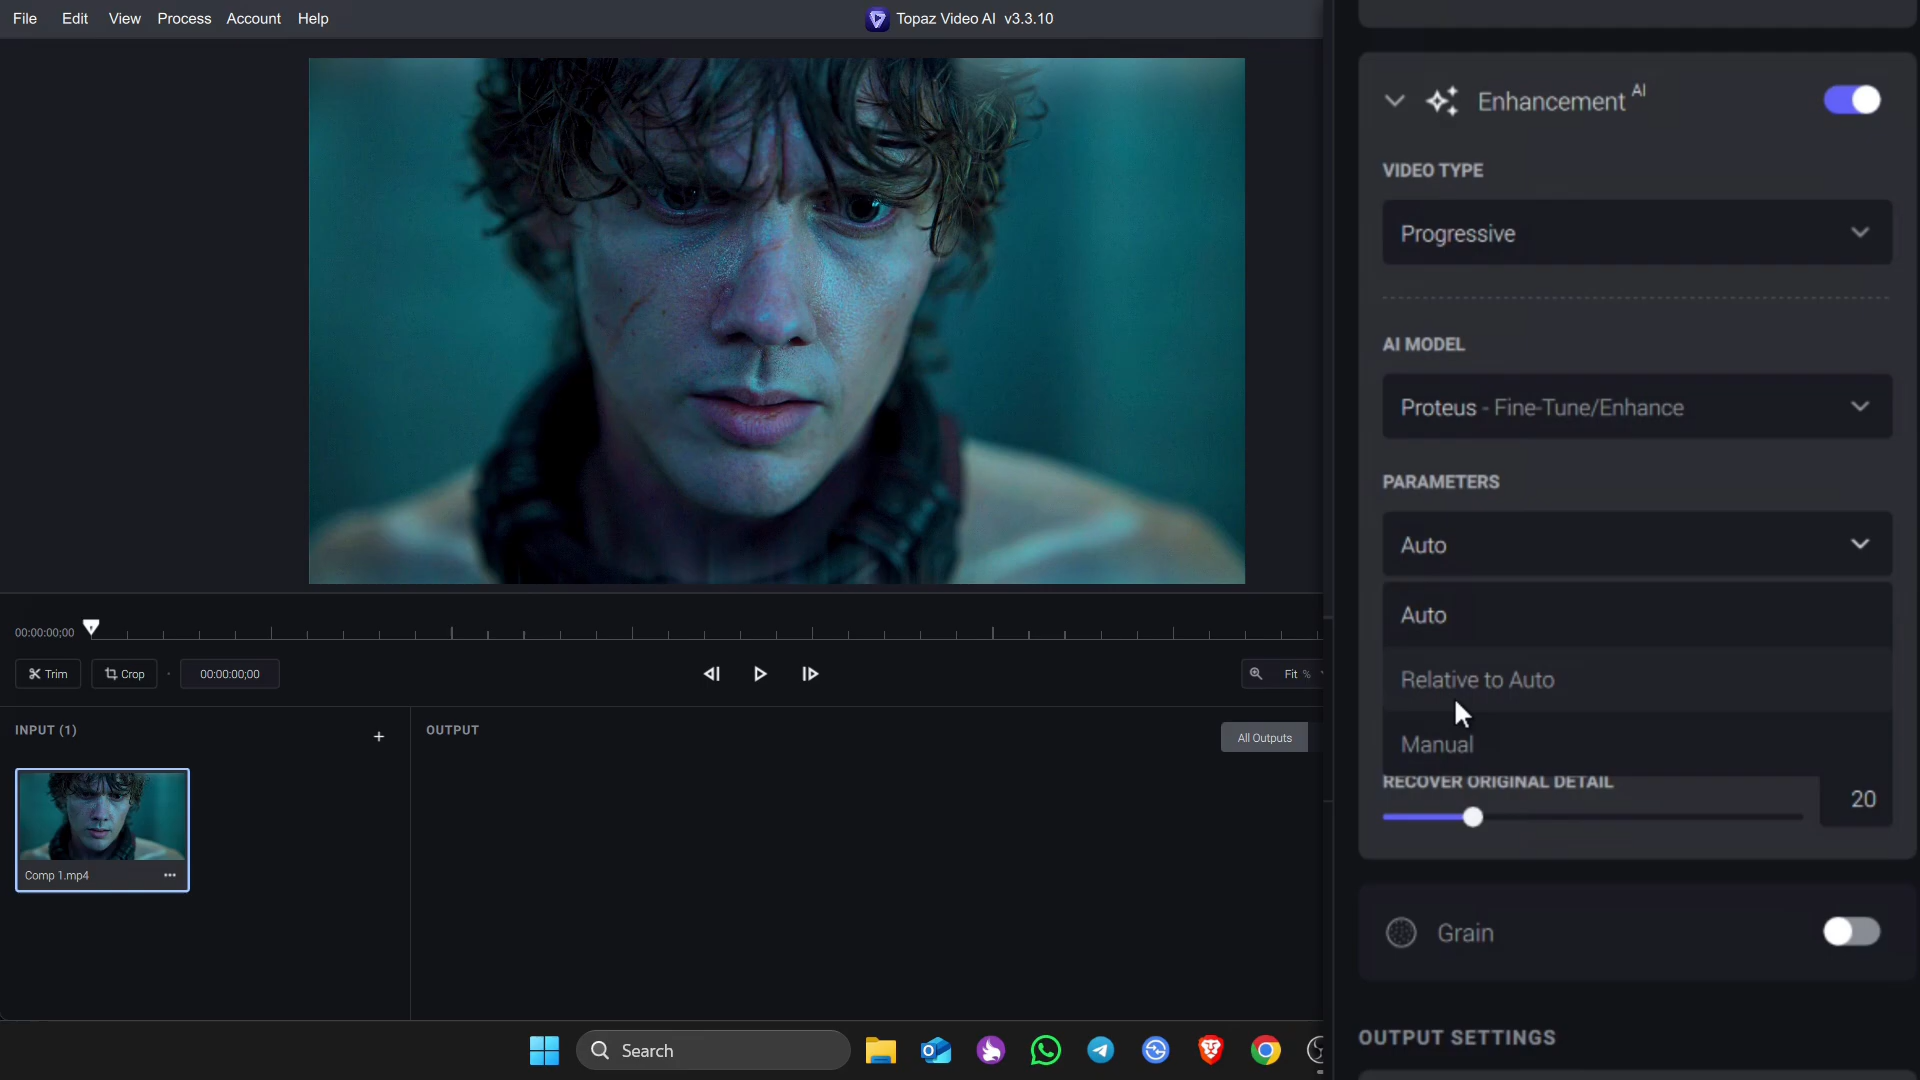 File Edit View Process Account Help
Topaz Video AI v3.3.10
Enhancement AI
VIDEO TYPE
Progressive
AI MODEL
Proteus - Fine-Tune/Enhance
PARAMETERS
Auto
Auto
Relative to Auto
Manual
RECOVER ORIGINAL DETAIL
20
Grain
OUTPUT SETTINGS
00:00:00;00
Trim Crop 00:00:00;00
Fit %
INPUT (1) +
OUTPUT
All Outputs
Comp 1.mp4
Search